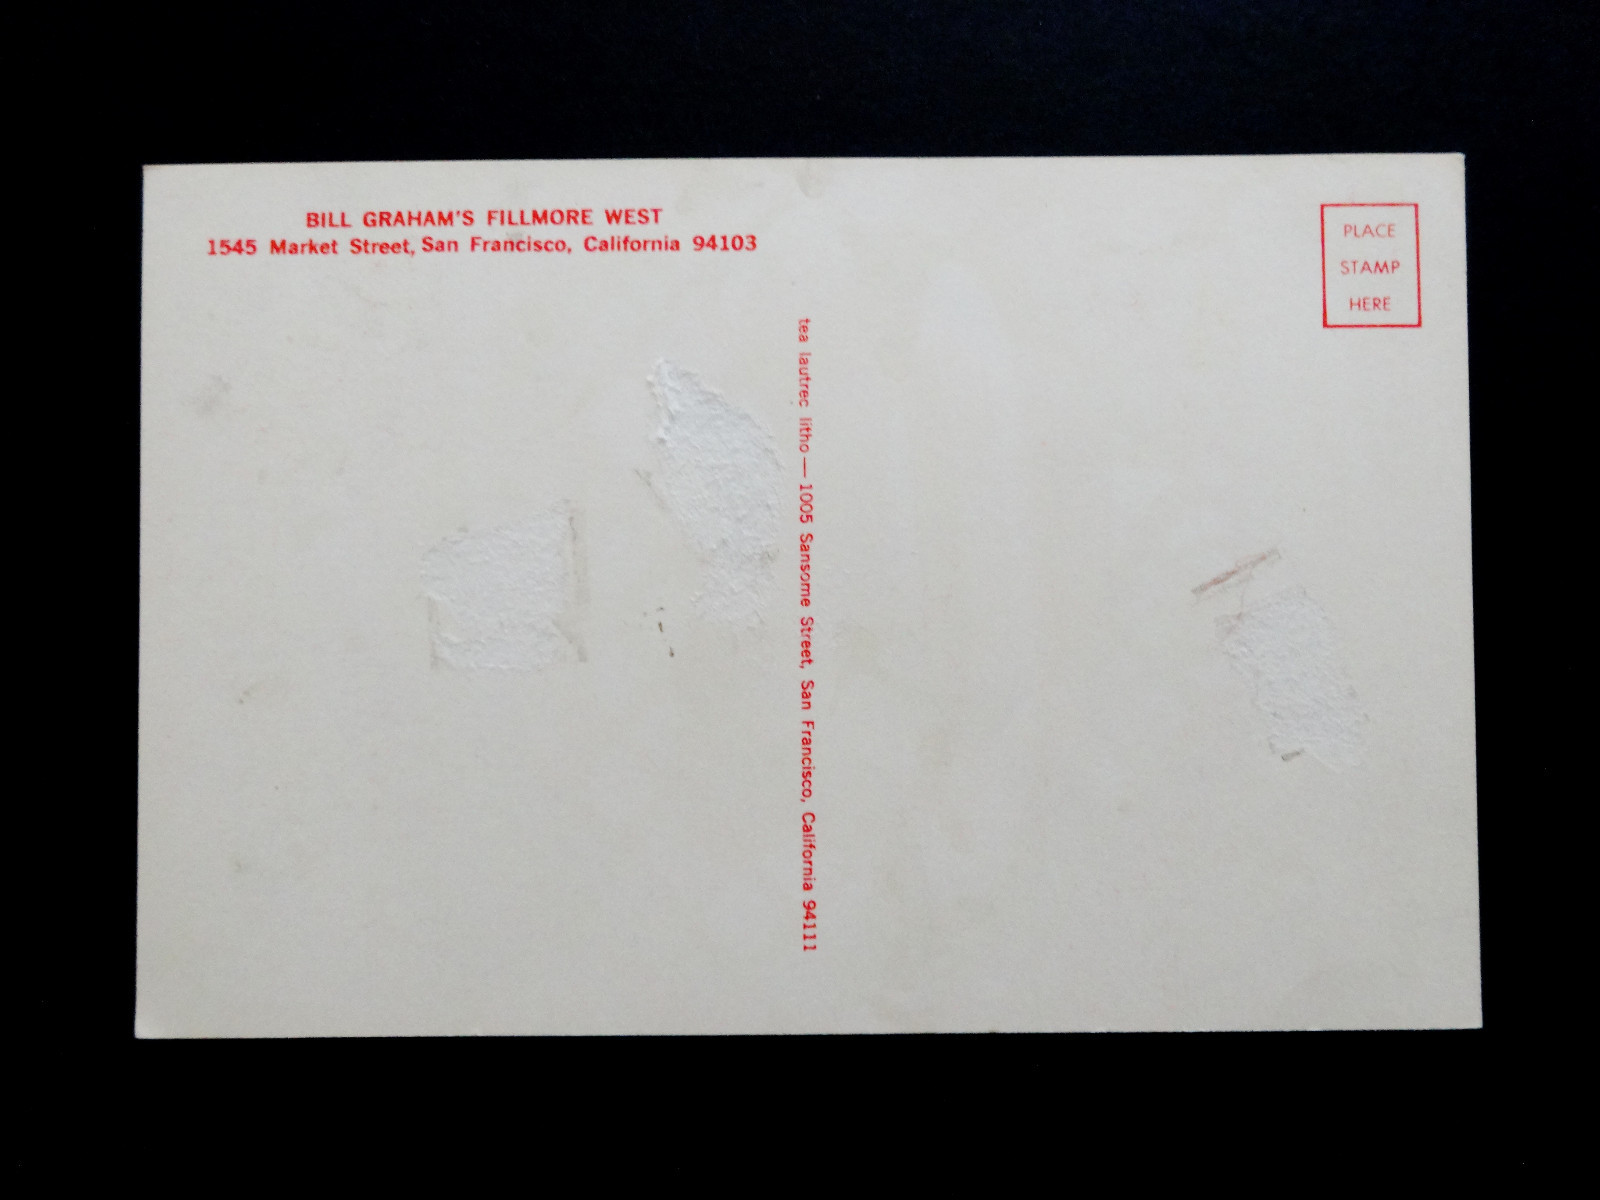 BILL GRAHAM'S FILLMORE WEST
1545 Market Street, San Francisco, California 94103
PLACE
STAMP
HERE
tea lautrec litho — 1005 Sansome Street, San Francisco, California 94111